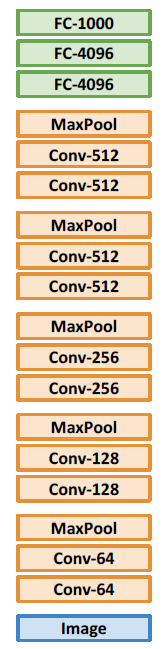 FC-1000
FC-4096
FC-4096
MaxPool
Conv-512
Conv-512
MaxPool
Conv-512
Conv-512
MaxPool
Conv-256
Conv-256
MaxPool
Conv-128
Conv-128
MaxPool
Conv-64
Conv-64
Image